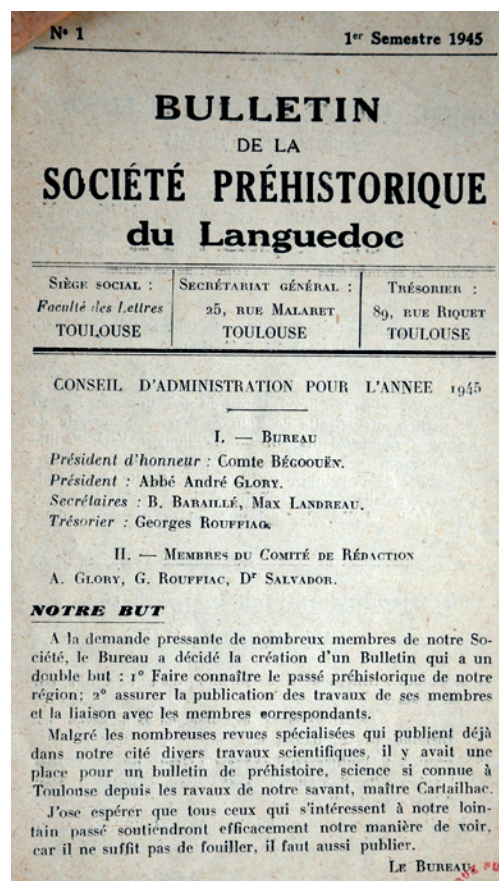 N° 1 1er Semestre 1945
BULLETIN
DE LA
SOCIÉTÉ PRÉHISTORIQUE
du Languedoc
SIÈGE SOCIAL : SECRÉTARIAT GÉNÉRAL : TRÉSORIER :
Faculté des Lettres 25, RUE MALARET 89, RUE RIQUET
TOULOUSE TOULOUSE TOULOUSE
CONSEIL D'ADMINISTRATION POUR L'ANNEE 1945
I. — BUREAU
Président d'honneur : Comte BÉGOOUËN.
Président : Abbé André GLORY.
Secrétaires : B. BARAILLÉ, Max LANDREAU.
Trésorier : Georges ROUFFIAC.
II. — MEMBRES DU COMITÉ DE RÉDACTION
A. GLORY, G. ROUFFIAC, Dr SALVADOR.
NOTRE BUT
A la demande pressante de nombreux membres de notre So-
ciété, le Bureau a décidé la création d'un Bulletin qui a un
double but : 1° Faire connaître le passé préhistorique de notre
région; 2° assurer la publication des travaux de ses membres
et la liaison avec les membres correspondants.
Malgré les nombreuses revues spécialisées qui publient déjà
dans notre cité divers travaux scientifiques, il y avait une
place pour un bulletin de préhistoire, science si connue à
Toulouse depuis les ravaux de notre savant, maître Cartailhac.
J'ose espérer que tous ceux qui s'intéressent à notre loin-
tain passé soutiendront efficacement notre manière de voir,
car il ne suffit pas de fouiller, il faut aussi publier.
LE BUREAU.